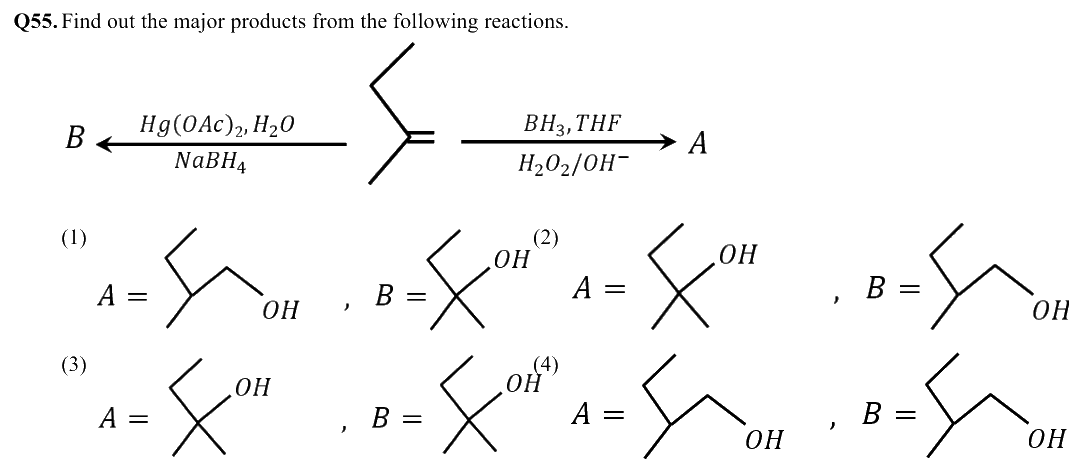 Q55. Find out the major products from the following reactions.
B Hg(OAc)₂, H₂O NaBH₄ BH₃, THF H₂O₂/OH⁻ A
(1) A = OH , B = OH (2) A = OH , B = OH
(3) A = OH , B = OH (4) A = OH , B = OH